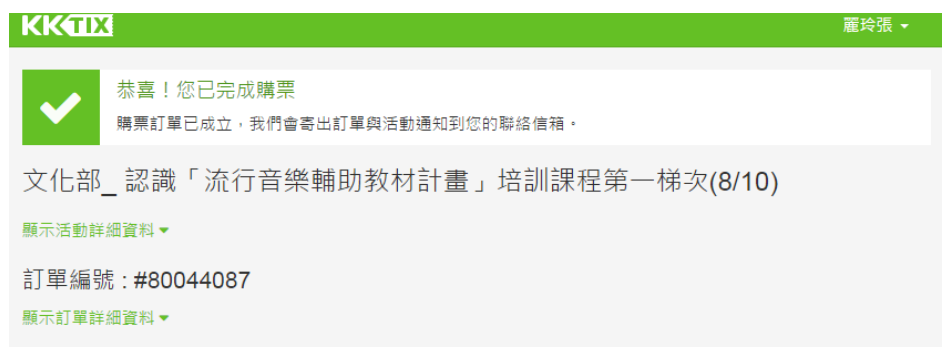 KKTIX
麗玲張
恭喜！您已完成購票
購票訂單已成立，我們會寄出訂單與活動通知到您的聯絡信箱。
文化部_ 認識「流行音樂輔助教材計畫」培訓課程第一梯次(8/10)
顯示活動詳細資料
訂單編號 : #80044087
顯示訂單詳細資料